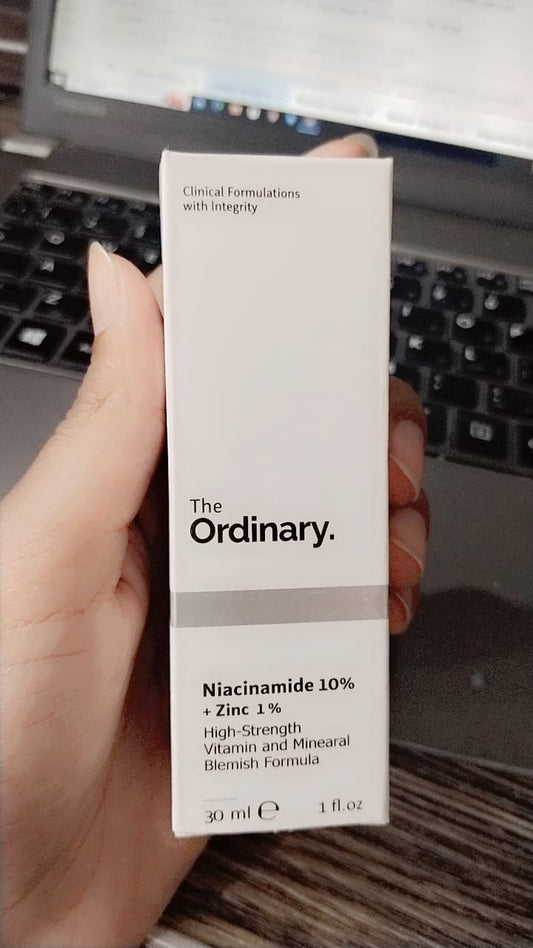 Clinical Formulations
with Integrity
The
Ordinary.
Niacinamide 10%
+ Zinc 1%
High-Strength
Vitamin and Minearal
Blemish Formula
30 ml ℮
1 fl.oz